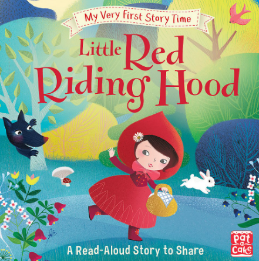 My Very First Story Time
Little Red
Riding Hood
A Read-Aloud Story to Share
Pat
a
Cake